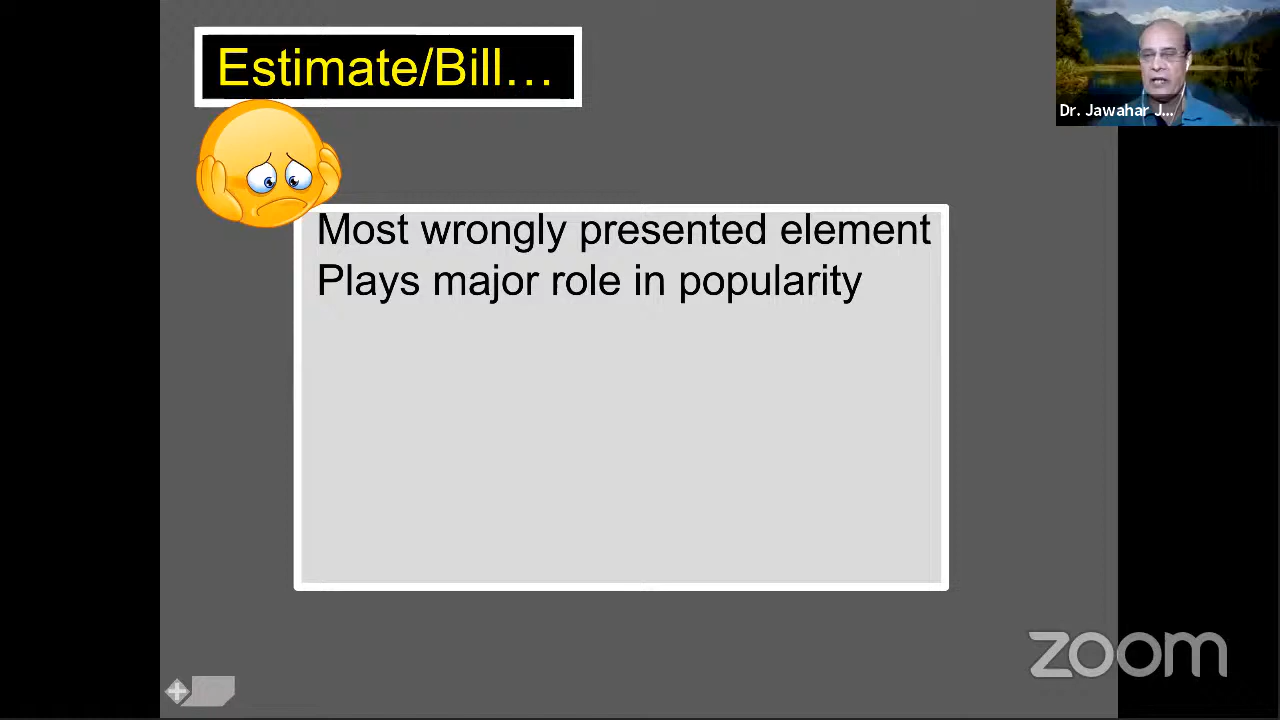 Estimate/Bill…
Dr. Jawahar J...
Most wrongly presented element
Plays major role in popularity
zoom